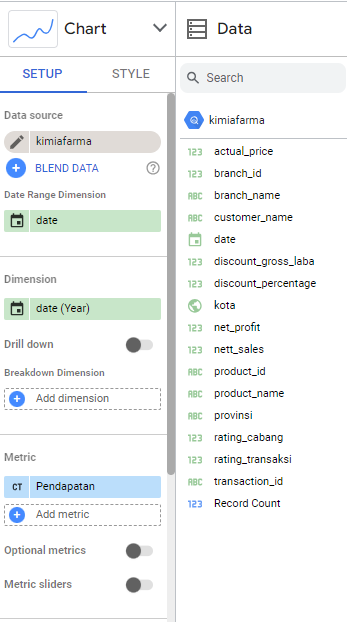 Chart
SETUP
STYLE
Data source
kimiafarma
BLEND DATA
Date Range Dimension
date
Dimension
date (Year)
Drill down
Breakdown Dimension
Add dimension
Metric
CT
Pendapatan
Add metric
Optional metrics
Metric sliders
Data
Search
kimiafarma
123 actual_price
123 branch_id
ABC branch_name
ABC customer_name
date
123 discount_gross_laba
123 discount_percentage
kota
123 net_profit
123 nett_sales
ABC product_id
ABC product_name
ABC provinsi
123 rating_cabang
123 rating_transaksi
ABC transaction_id
123 Record Count